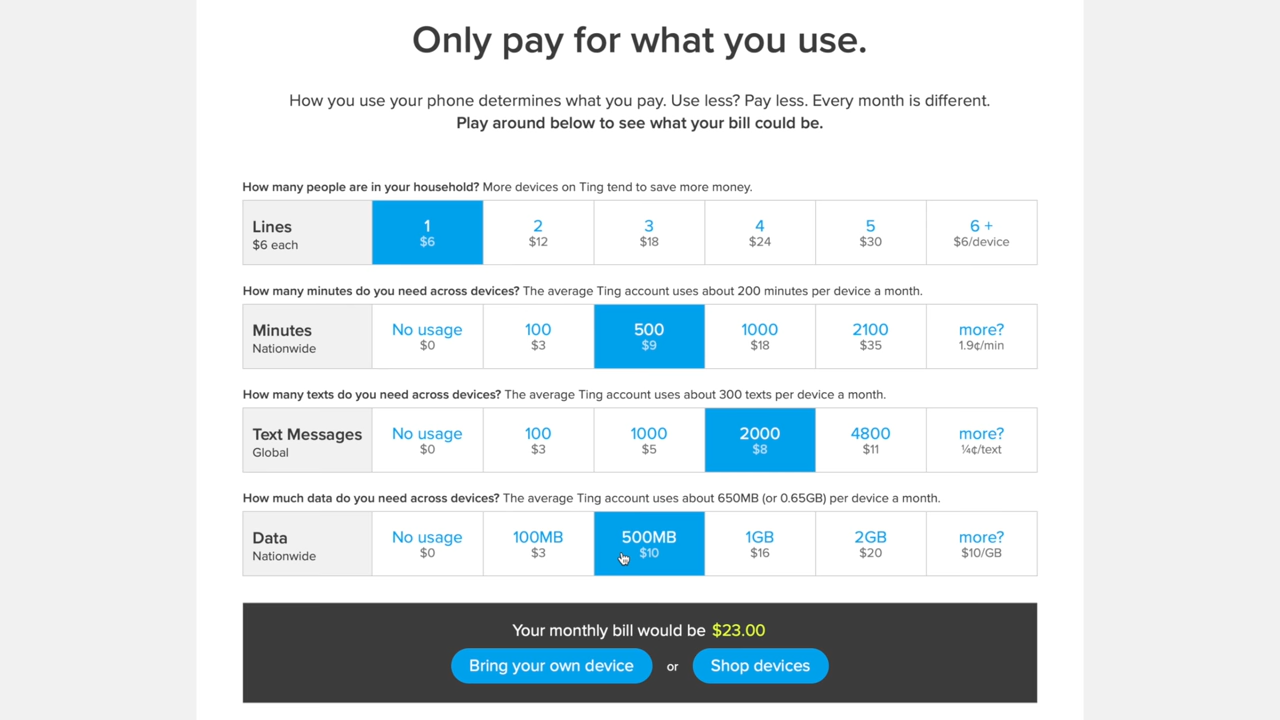 Only pay for what you use.
How you use your phone determines what you pay. Use less? Pay less. Every month is different.
Play around below to see what your bill could be.
How many people are in your household? More devices on Ting tend to save more money.
Lines 1 2 3 4 5 6 +
$6 each $6 $12 $18 $24 $30 $6/device
How many minutes do you need across devices? The average Ting account uses about 200 minutes per device a month.
Minutes No usage 100 500 1000 2100 more?
Nationwide $0 $3 $9 $18 $35 1.9¢/min
How many texts do you need across devices? The average Ting account uses about 300 texts per device a month.
Text Messages No usage 100 1000 2000 4800 more?
Global $0 $3 $5 $8 $11 ¼¢/text
How much data do you need across devices? The average Ting account uses about 650MB (or 0.65GB) per device a month.
Data No usage 100MB 500MB 1GB 2GB more?
Nationwide $0 $3 $10 $16 $20 $10/GB
Your monthly bill would be $23.00
Bring your own device or Shop devices